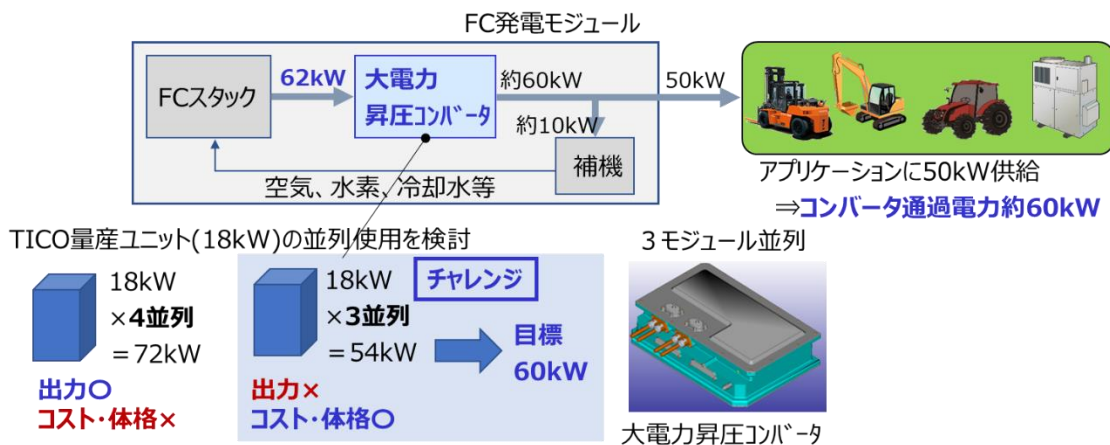 FC発電モジュール
FCスタック
62kW
大電力
昇圧コンバータ
約60kW
50kW
約10kW
補機
空気、水素、冷却水等
アプリケーションに50kW供給
⇒コンバータ通過電力約60kW
TICO量産ユニット(18kW)の並列使用を検討
18kW
×4並列
＝72kW
出力〇
コスト・体格×
チャレンジ
18kW
×3並列
＝54kW
出力×
コスト・体格〇
目標
60kW
３モジュール並列
大電力昇圧コンバータ